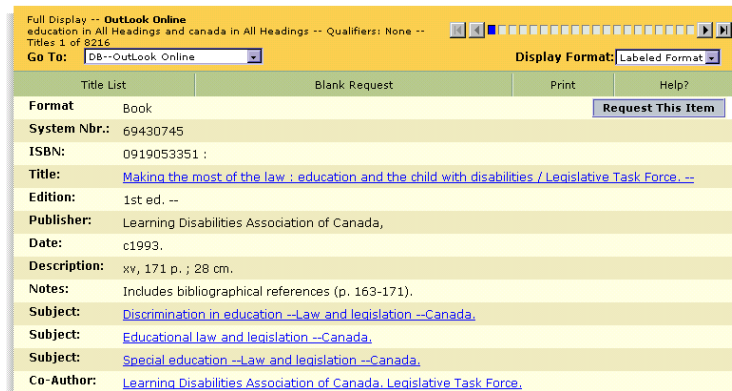 Full Display -- OutLook Online
education in All Headings and canada in All Headings -- Qualifiers: None --
Titles 1 of 8216
Go To: DB--OutLook Online
Display Format: Labeled Format
Title List Blank Request Print Help?
Format Book Request This Item
System Nbr.: 69430745
ISBN: 0919053351 :
Title: Making the most of the law : education and the child with disabilities / Legislative Task Force. --
Edition: 1st ed. --
Publisher: Learning Disabilities Association of Canada,
Date: c1993.
Description: xv, 171 p. ; 28 cm.
Notes: Includes bibliographical references (p. 163-171).
Subject: Discrimination in education --Law and legislation --Canada.
Subject: Educational law and legislation --Canada.
Subject: Special education --Law and legislation --Canada.
Co-Author: Learning Disabilities Association of Canada. Legislative Task Force.